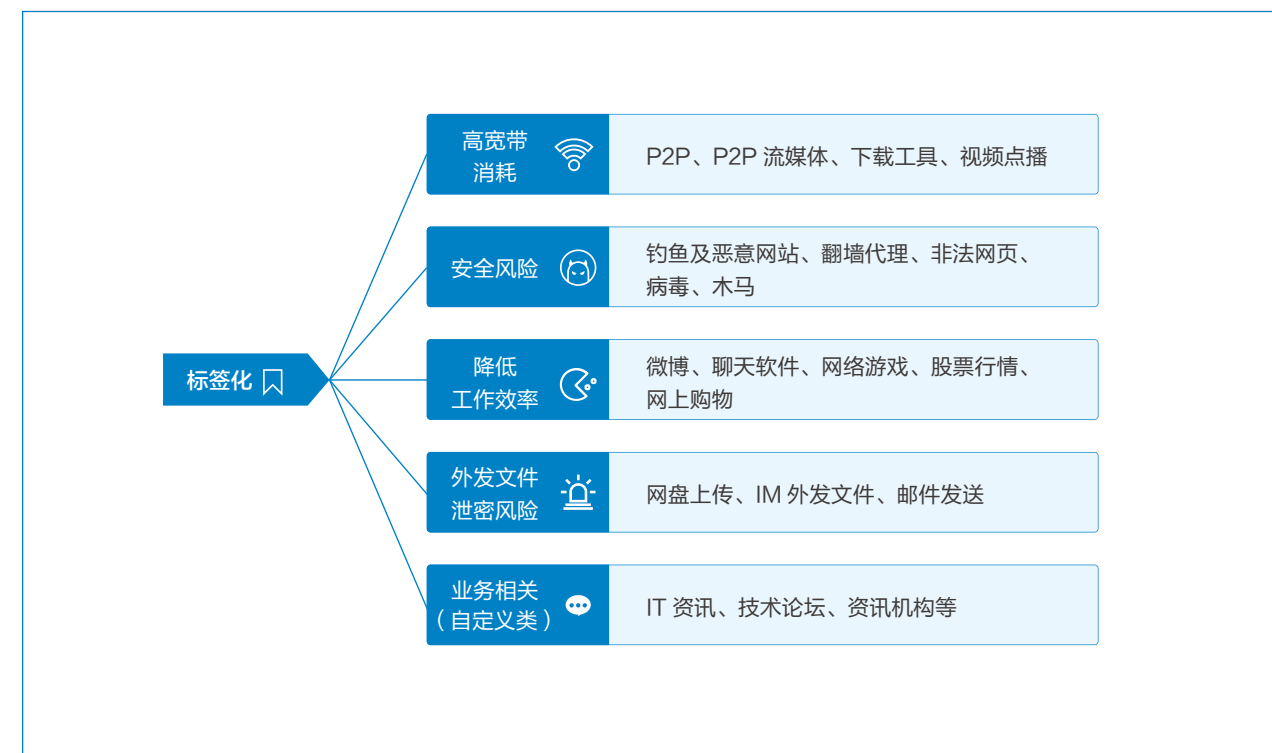 高宽带
消耗
P2P、P2P 流媒体、下载工具、视频点播
安全风险
钓鱼及恶意网站、翻墙代理、非法网页、
病毒、木马
标签化
降低
工作效率
微博、聊天软件、网络游戏、股票行情、
网上购物
外发文件
泄密风险
网盘上传、IM 外发文件、邮件发送
业务相关
（自定义类）
IT 资讯、技术论坛、资讯机构等